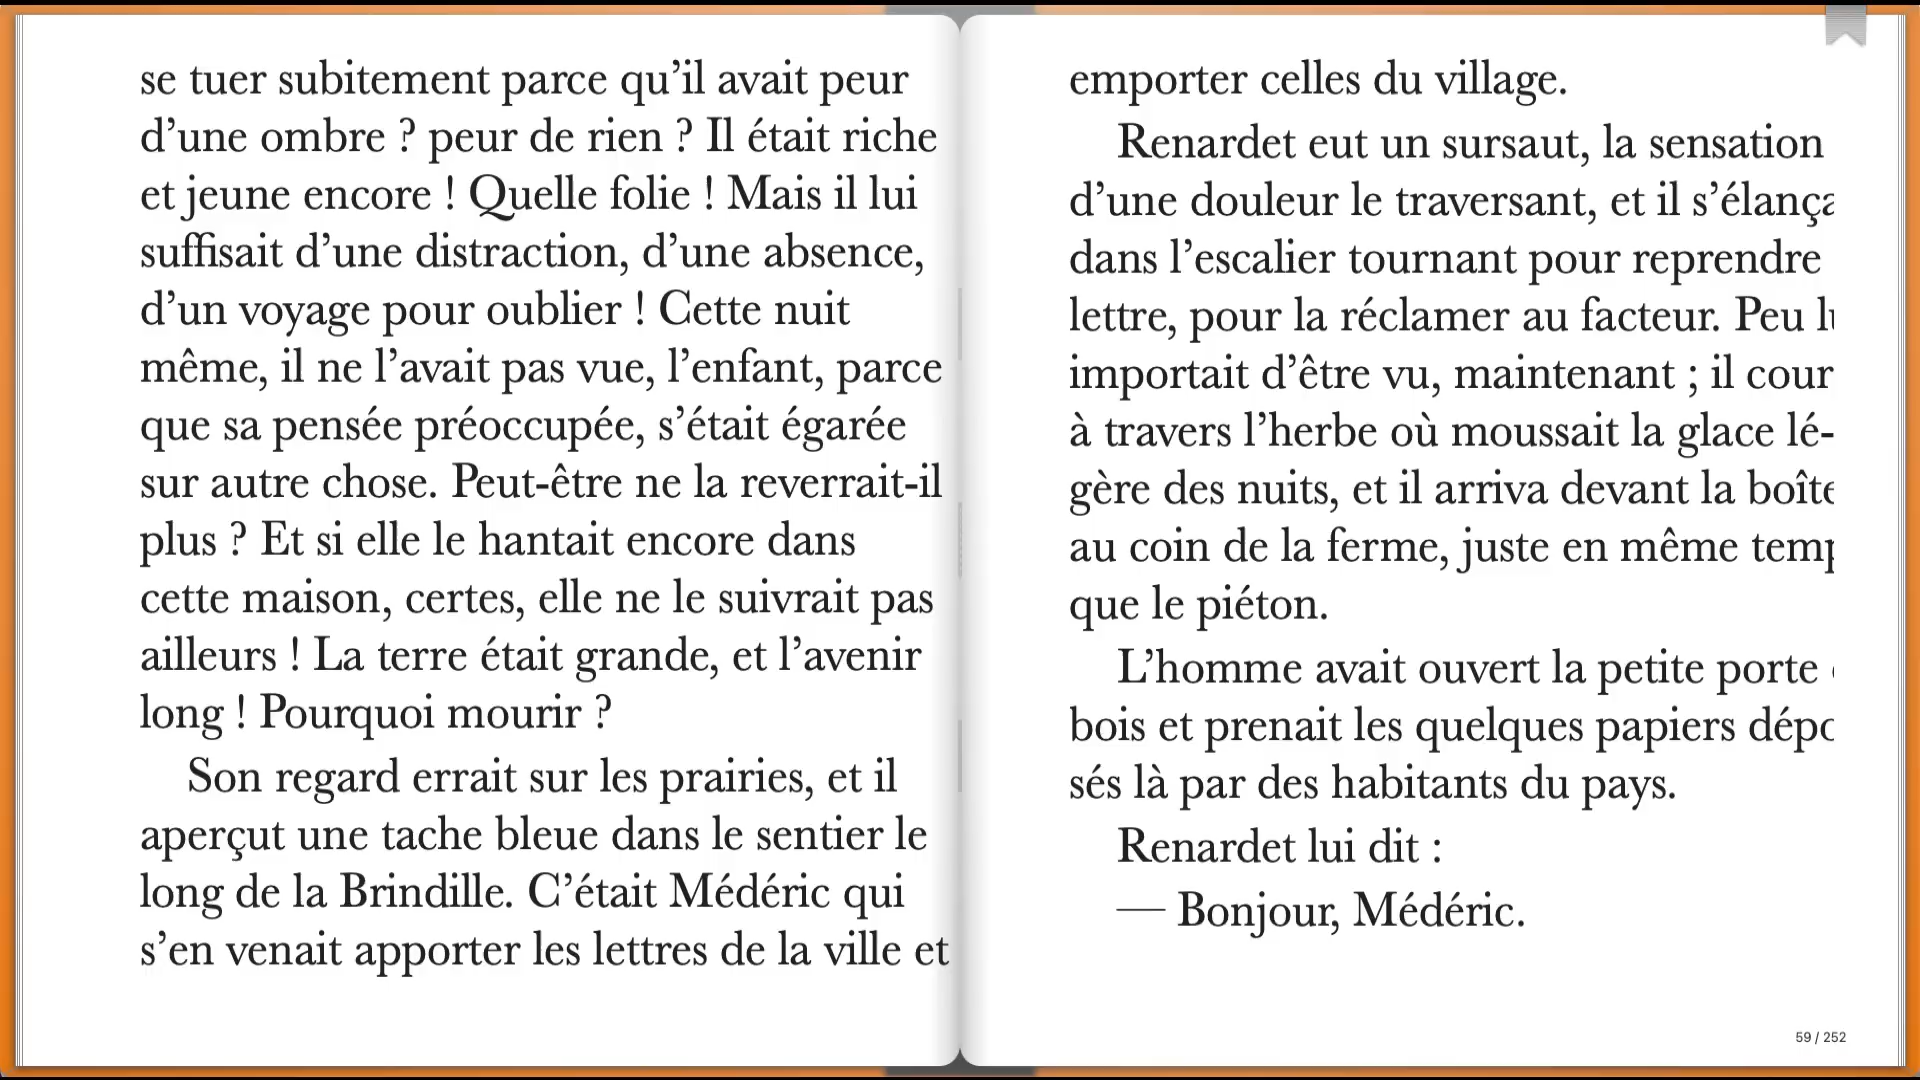 se tuer subitement parce qu’il avait peur
d’une ombre ? peur de rien ? Il était riche
et jeune encore ! Quelle folie ! Mais il lui
suffisait d’une distraction, d’une absence,
d’un voyage pour oublier ! Cette nuit
même, il ne l’avait pas vue, l’enfant, parce
que sa pensée préoccupée, s’était égarée
sur autre chose. Peut-être ne la reverrait-il
plus ? Et si elle le hantait encore dans
cette maison, certes, elle ne le suivrait pas
ailleurs ! La terre était grande, et l’avenir
long ! Pourquoi mourir ?
Son regard errait sur les prairies, et il
aperçut une tache bleue dans le sentier le
long de la Brindille. C’était Médéric qui
s’en venait apporter les lettres de la ville et
emporter celles du village.
Renardet eut un sursaut, la sensation
d’une douleur le traversant, et il s’élança
dans l’escalier tournant pour reprendre
lettre, pour la réclamer au facteur. Peu
importait d’être vu, maintenant ; il cour
à travers l’herbe où moussait la glace lé-
gère des nuits, et il arriva devant la boîte
au coin de la ferme, juste en même temp
que le piéton.
L’homme avait ouvert la petite porte
bois et prenait les quelques papiers dépo
sés là par des habitants du pays.
Renardet lui dit :
— Bonjour, Médéric.
59 / 252